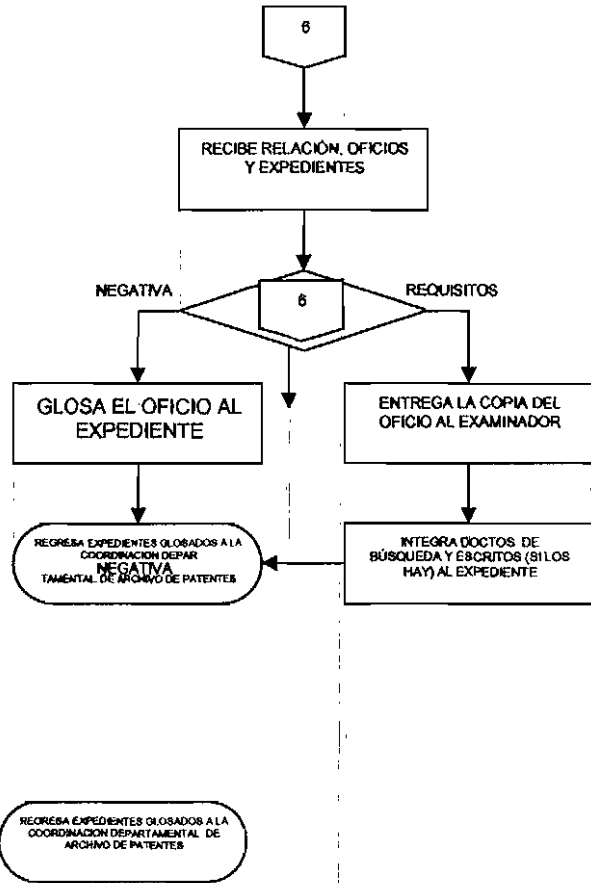 6
RECIBE RELACIÓN, OFICIOS
Y EXPEDIENTES
NEGATIVA
6
REQUISITOS
GLOSA EL OFICIO AL
EXPEDIENTE
ENTREGA LA COPIA DEL
OFICIO AL EXAMINADOR
REGRESA EXPEDIENTES GLOSADOS A LA
COORDINACION DEPAR
NEGATIVA
TAMENTAL DE ARCHIVO DE PATENTES
INTEGRA DOCTOS DE
BÚSQUEDA Y ESCRITOS (SI LOS
HAY) AL EXPEDIENTE
REGRESA EXPEDIENTES GLOSADOS A LA
COORDINACION DEPARTAMENTAL DE
ARCHIVO DE PATENTES